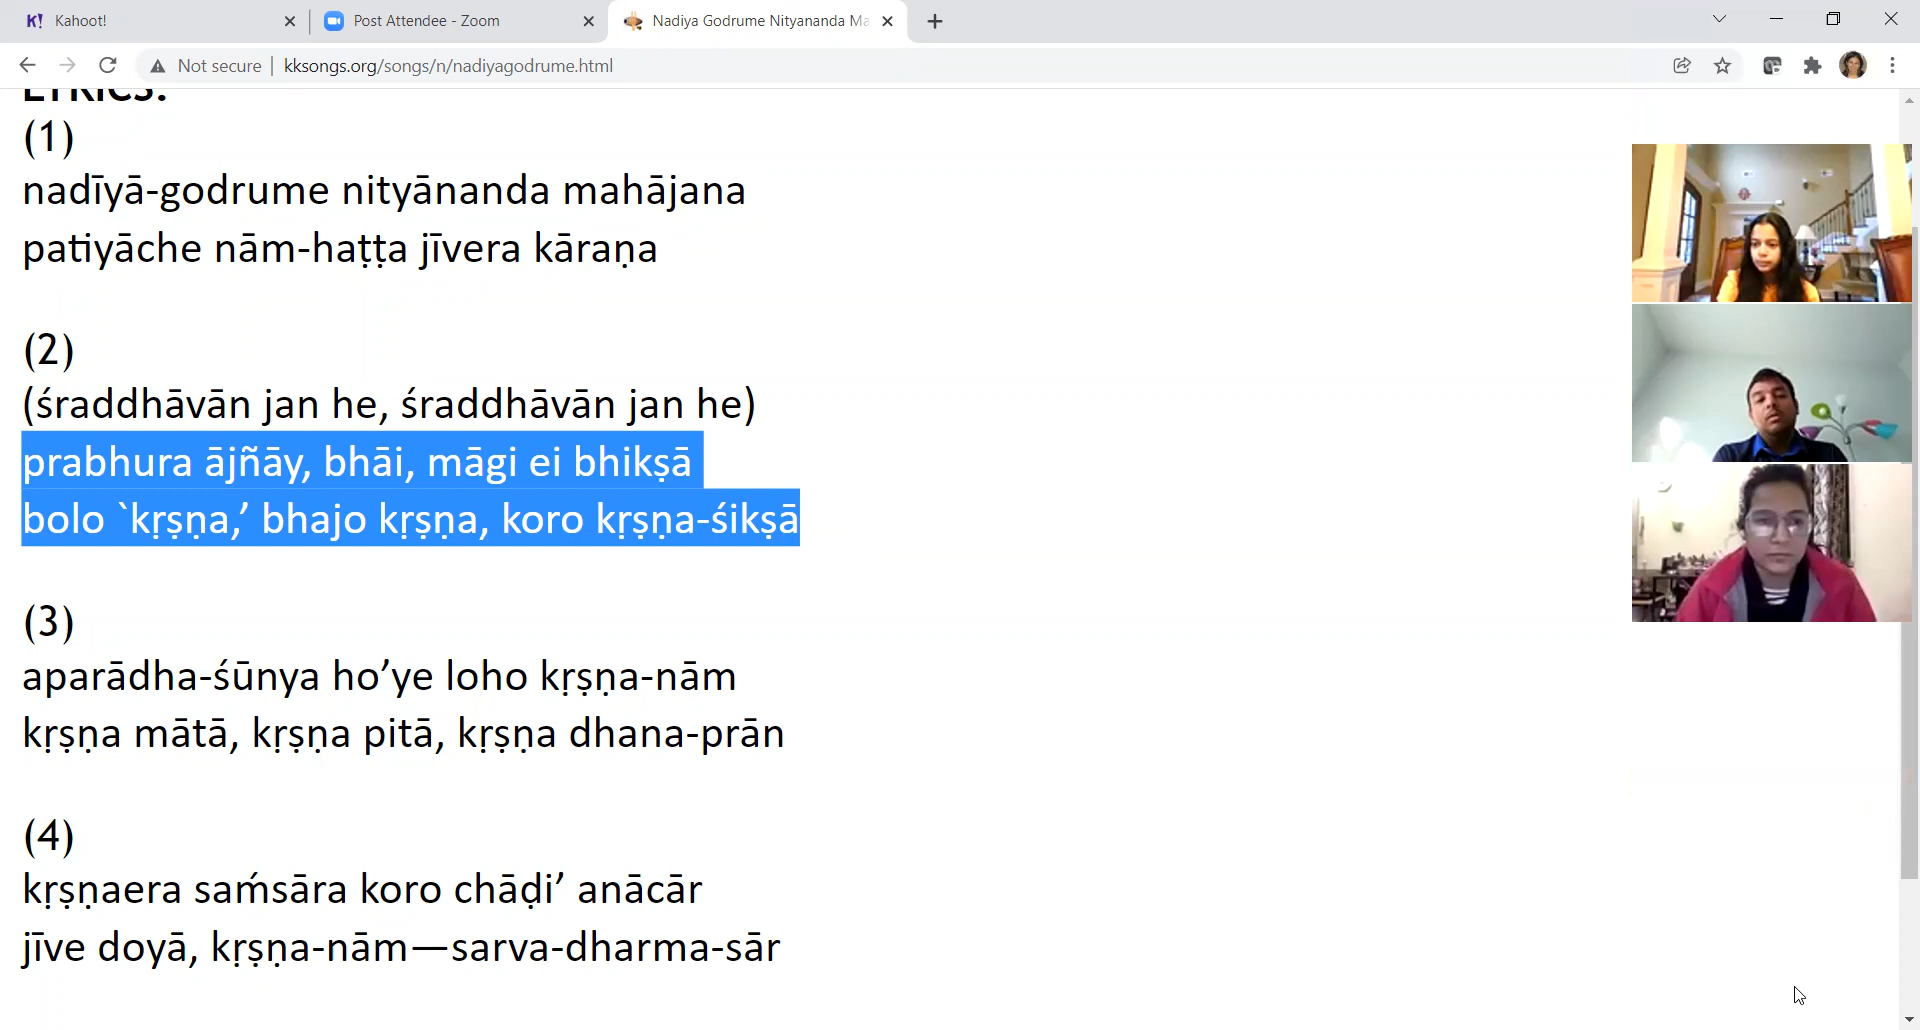 Kahoot!
Post Attendee - Zoom
Nadiya Godrume Nityananda Ma
Not secure | kksongs.org/songs/n/nadiyagodrume.html
LYRICS:
(1)
nadīyā-godrume nityānanda mahājana
patiyāche nām-haṭṭa jīvera kāraṇa
(2)
(śraddhāvān jan he, śraddhāvān jan he)
prabhura ājñāy, bhāi, māgi ei bhikṣā
bolo `kṛṣṇa,’ bhajo kṛṣṇa, koro kṛṣṇa-śikṣā
(3)
aparādha-śūnya ho’ye loho kṛṣṇa-nām
kṛṣṇa mātā, kṛṣṇa pitā, kṛṣṇa dhana-prān
(4)
kṛṣṇaera saḿsāra koro chāḍi’ anācār
jīve doyā, kṛṣṇa-nām—sarva-dharma-sār